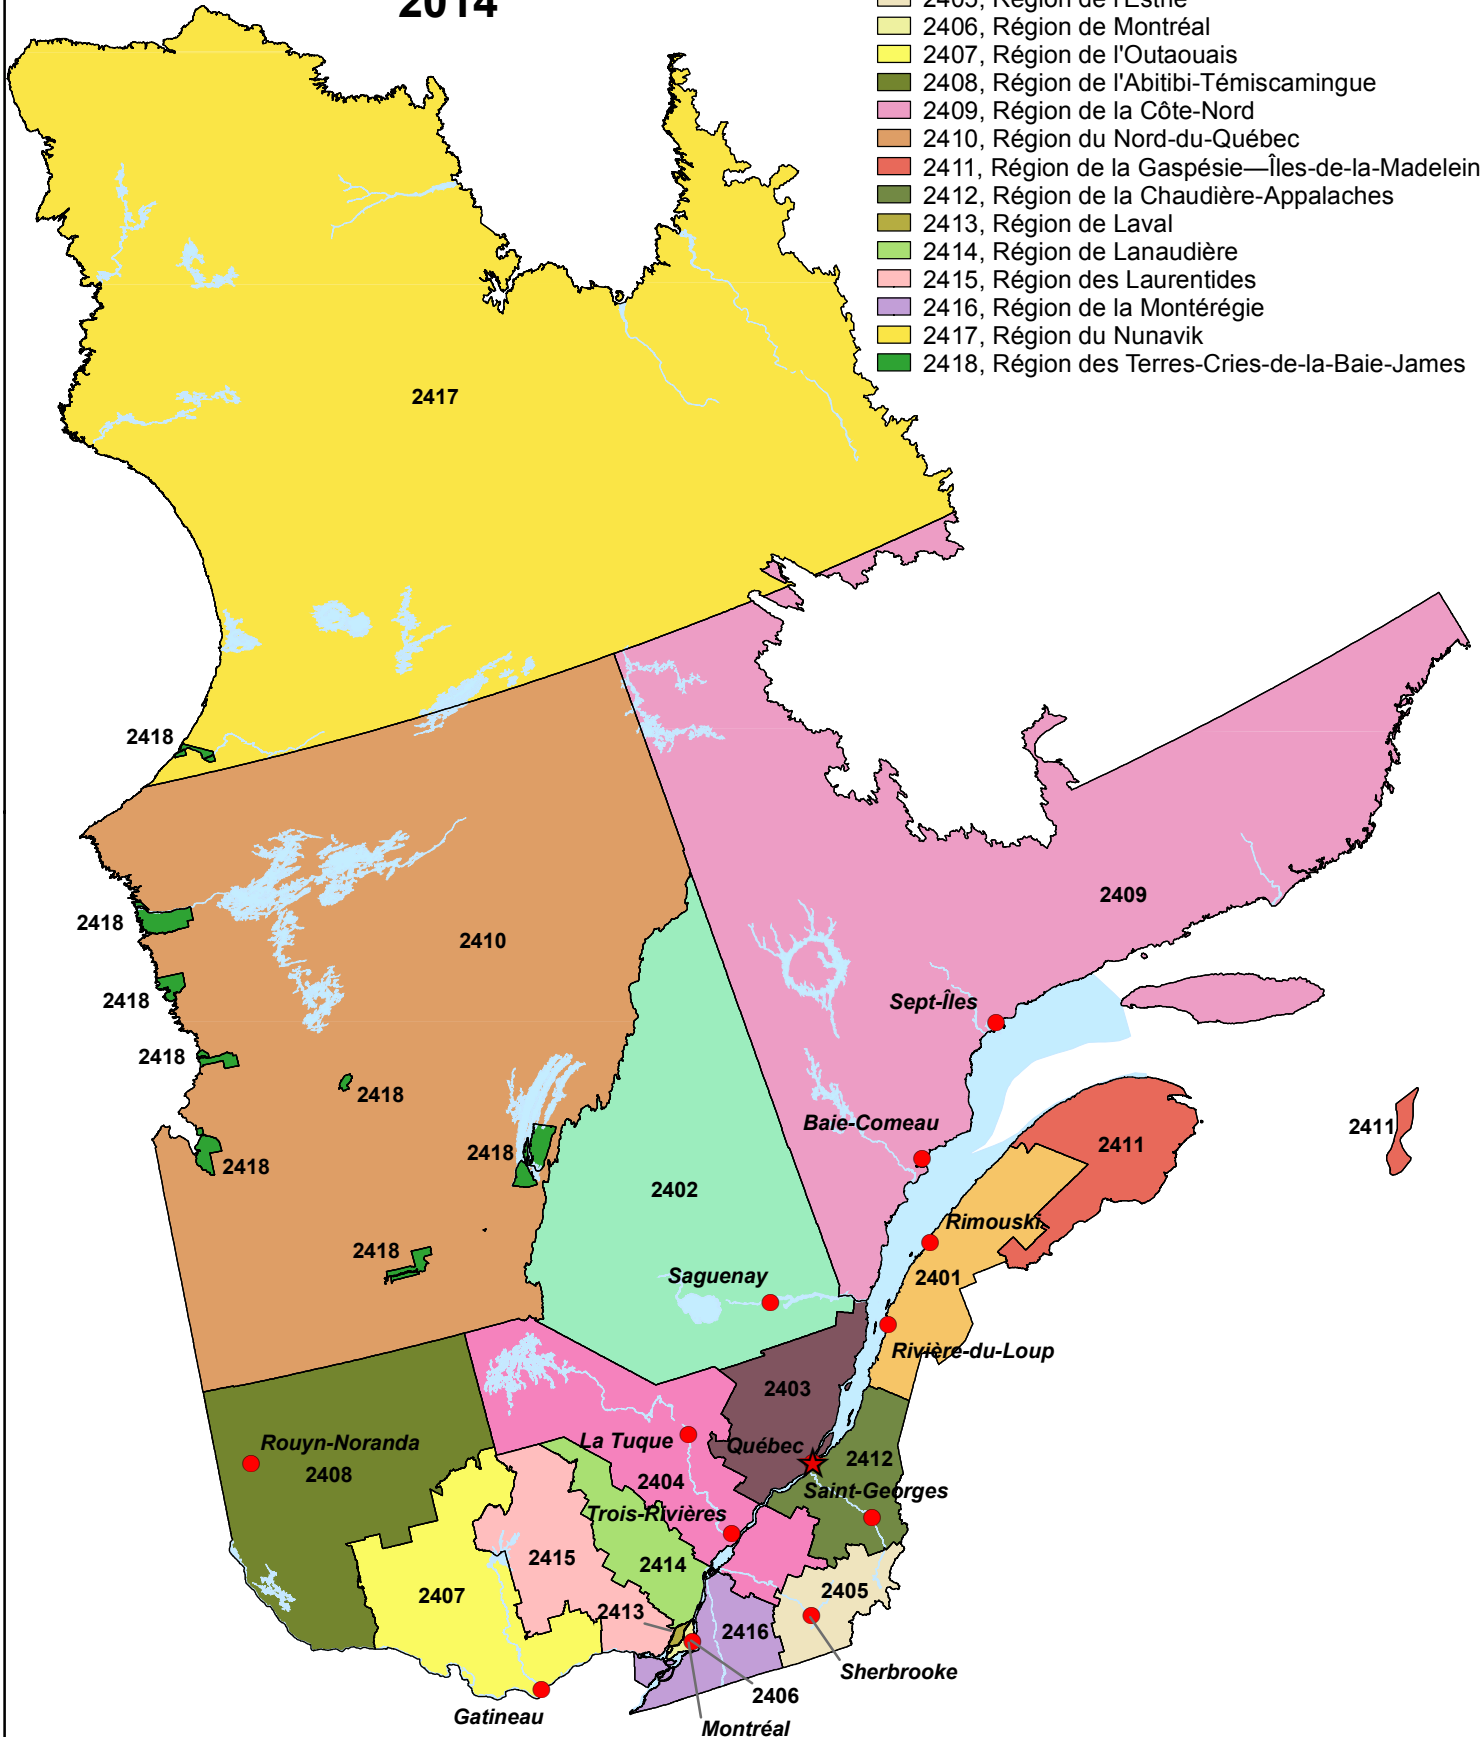 2014
2405, Région de l'Estrie
2406, Région de Montréal
2407, Région de l'Outaouais
2408, Région de l'Abitibi-Témiscamingue
2409, Région de la Côte-Nord
2410, Région du Nord-du-Québec
2411, Région de la Gaspésie—Îles-de-la-Madelein
2412, Région de la Chaudière-Appalaches
2413, Région de Laval
2414, Région de Lanaudière
2415, Région des Laurentides
2416, Région de la Montérégie
2417, Région du Nunavik
2418, Région des Terres-Cries-de-la-Baie-James
2417
2418
2409
2418
2410
2418
Sept-Îles
2418
2418
Baie-Comeau
2411
2411
2418
2418
2402
Rimouski
2418
Saguenay
2401
Rivière-du-Loup
2403
Rouyn-Noranda
La Tuque
Québec
2412
2408
2404
Saint-Georges
Trois-Rivières
2415
2414
2405
2407
2413
2416
Sherbrooke
2406
Gatineau
Montréal